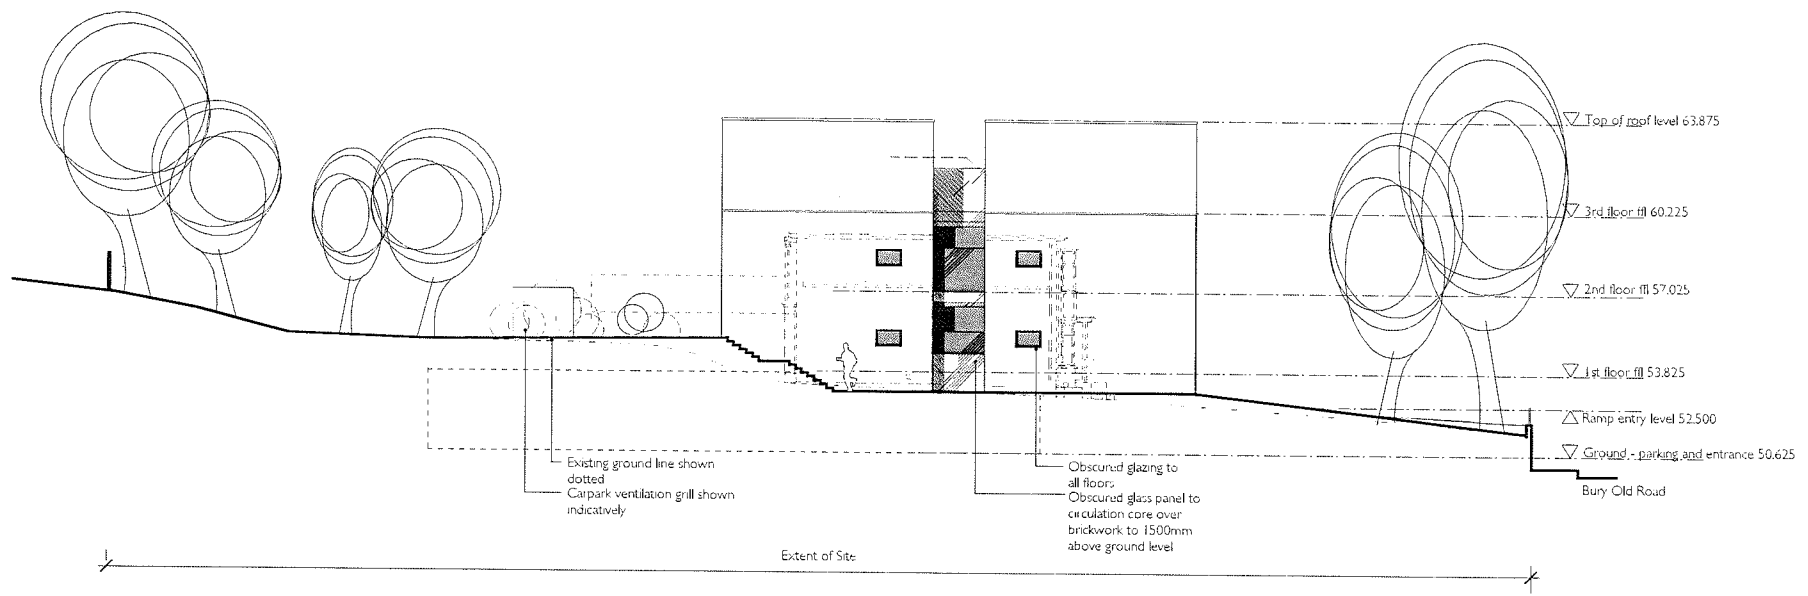 Top of roof level 63.875
3rd floor ffl 60.225
2nd floor ffl 57.025
1st floor ffl 53.825
Ramp entry level 52.500
Ground - parking and entrance 50.625
Bury Old Road
Existing ground line shown
dotted
Carpark ventilation grill shown
indicatively
Obscured glazing to
all floors
Obscured glass panel to
circulation core over
brickwork to 1500mm
above ground level
Extent of Site